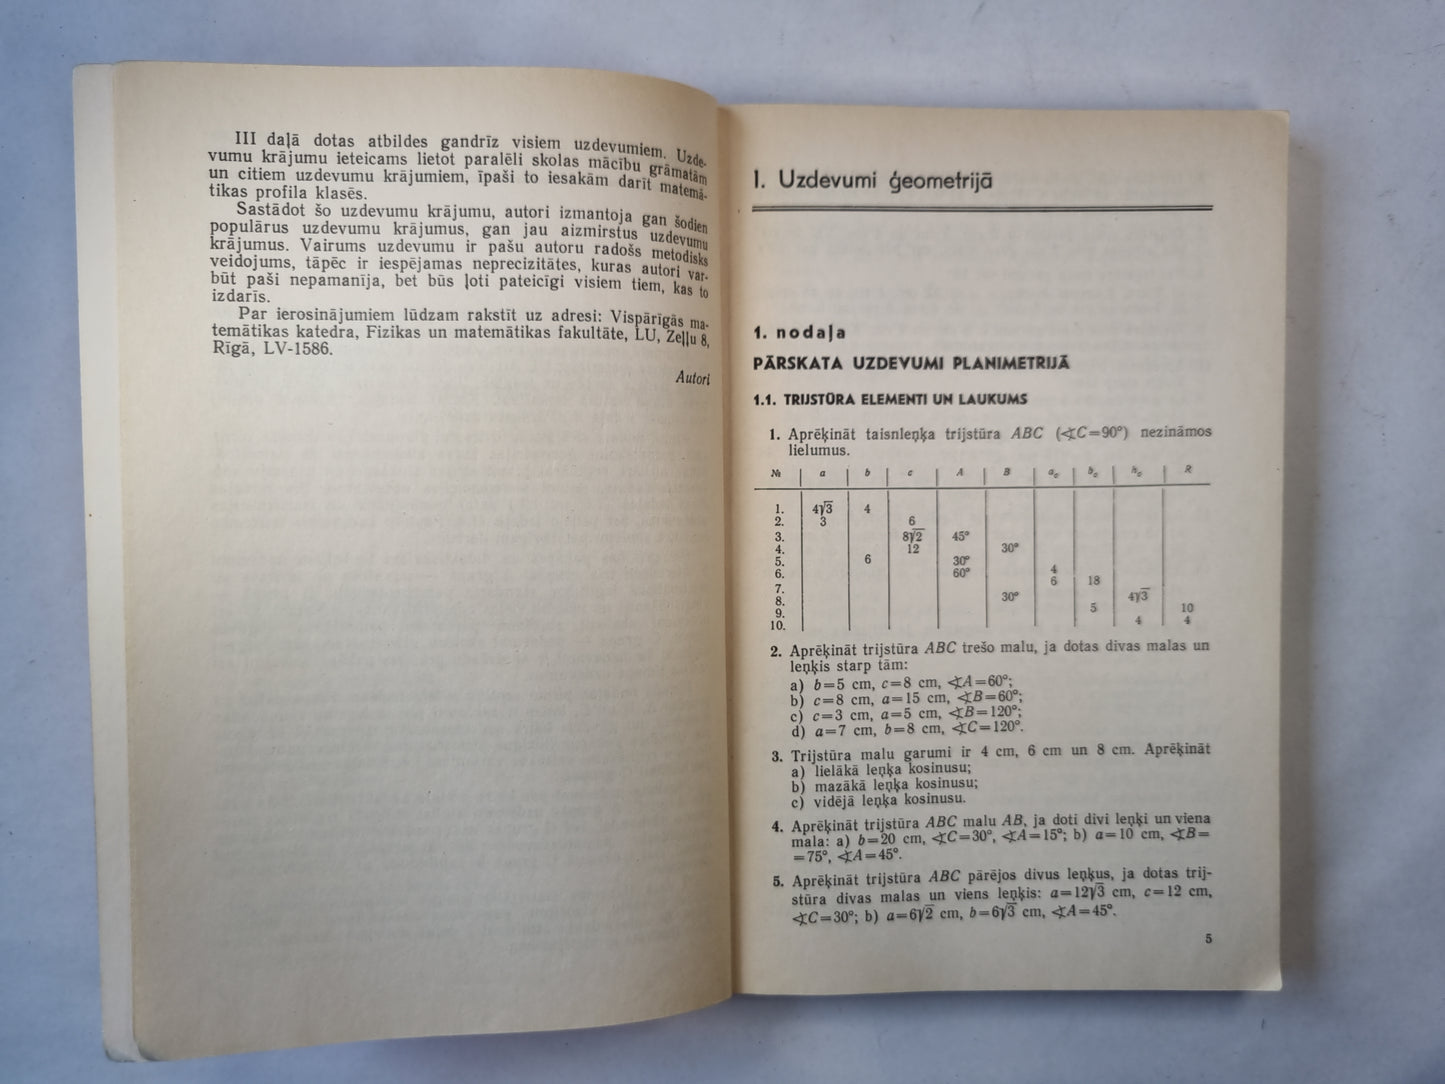 III daļā dotas atbildes gandrīz visiem uzdevumiem. Uzde-
vumu krājumu ieteicams lietot paralēli skolas mācību grāmatām
un citiem uzdevumu krājumiem, īpaši to iesakām darīt matemā-
tikas profila klasēs.
Sastādot šo uzdevumu krājumu, autori izmantoja gan šodien
populārus uzdevumu krājumus, gan jau aizmirstus uzdevumu
krājumus. Vairums uzdevumu ir pašu autoru radošs metodisks
veidojums, tāpēc ir iespējamas neprecizitātes, kuras autori var-
būt paši nepamanīja, bet būs ļoti pateicīgi visiem tiem, kas to
izdarīs.
Par ierosinājumiem lūdzam rakstīt uz adresi: Vispārīgās ma-
temātikas katedra, Fizikas un matemātikas fakultāte, LU, Zeļļu 8,
Rīgā, LV-1586.
Autori
I. Uzdevumi ģeometrijā
1. nodaļa
PĀRSKATA UZDEVUMI PLANIMETRIJĀ
1.1. TRIJSTŪRA ELEMENTI UN LAUKUMS
1. Aprēķināt taisnleņķa trijstūra ABC (∢C=90°) nezināmos
lielumus.
№ a b c A B a_c b_c h_c R
1. 4√3 4
2. 3 6
3. 8√2 45°
4. 12 30°
5. 6 30°
6. 60° 4
7. 6 18
8. 30° 4√3
9. 5 10
10. 4 4
2. Aprēķināt trijstūra ABC trešo malu, ja dotas divas malas un
leņķis starp tām:
a) b=5 cm, c=8 cm, ∢A=60°;
b) c=8 cm, a=15 cm, ∢B=60°;
c) c=3 cm, a=5 cm, ∢B=120°;
d) a=7 cm, b=8 cm, ∢C=120°.
3. Trijstūra malu garumi ir 4 cm, 6 cm un 8 cm. Aprēķināt
a) lielākā leņķa kosinusu;
b) mazākā leņķa kosinusu;
c) vidējā leņķa kosinusu.
4. Aprēķināt trijstūra ABC malu AB, ja doti divi leņķi un viena
mala: a) b=20 cm, ∢C=30°, ∢A=15°; b) a=10 cm, ∢B=
=75°, ∢A=45°.
5. Aprēķināt trijstūra ABC pārējos divus leņķus, ja dotas trij-
stūra divas malas un viens leņķis: a=12√3 cm, c=12 cm,
∢C=30°; b) a=6√2 cm, b=6√3 cm, ∢A=45°.
5